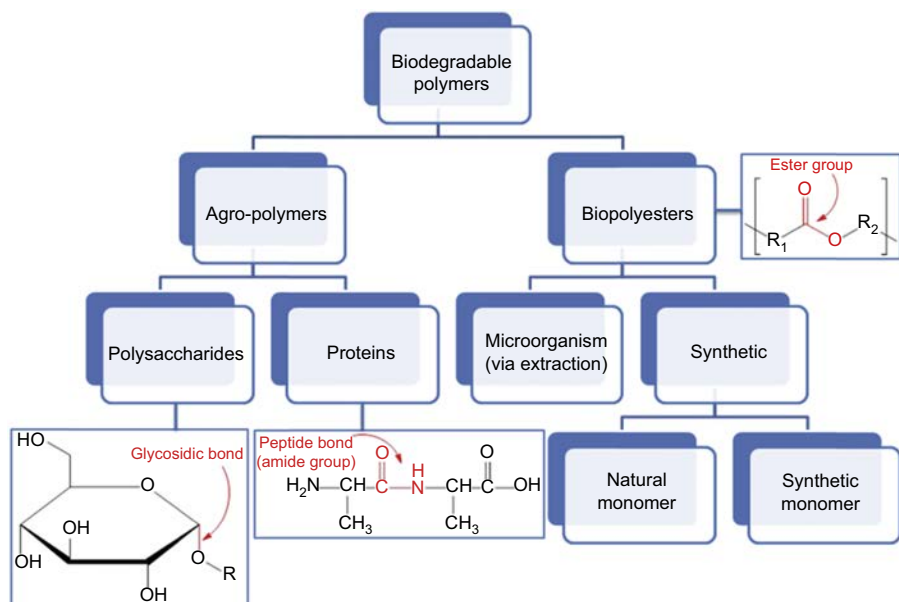 Biodegradable
polymers
Agro-polymers
Biopolyesters
Ester group
O
R1
O
R2
Polysaccharides
Proteins
Microorganism
(via extraction)
Synthetic
HO
Glycosidic bond
O
OH
OH
OH
O
R
Peptide bond
(amide group)
O
H
O
H2N
CH
C
N
CH
C
OH
CH3
CH3
Natural
monomer
Synthetic
monomer